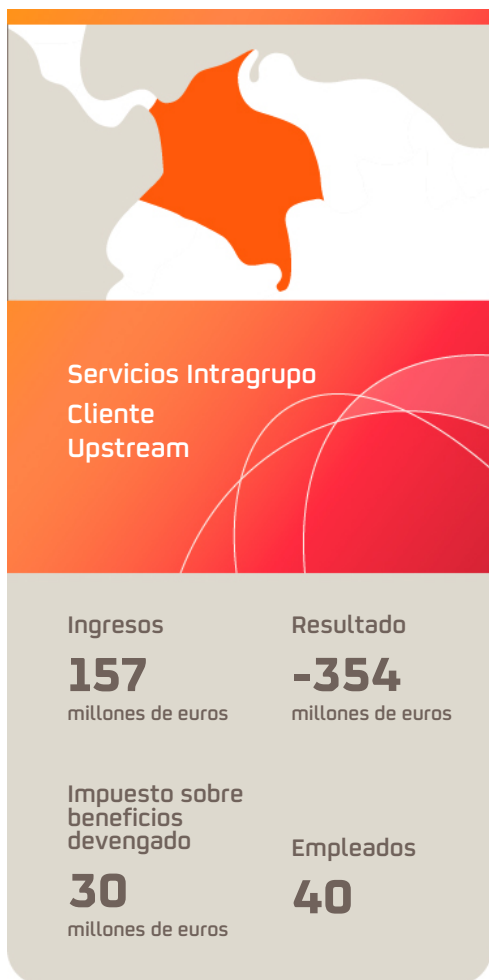 Servicios Intragrupo
Cliente
Upstream
Ingresos
157
millones de euros
Resultado
-354
millones de euros
Impuesto sobre
beneficios
devengado
30
millones de euros
Empleados
40